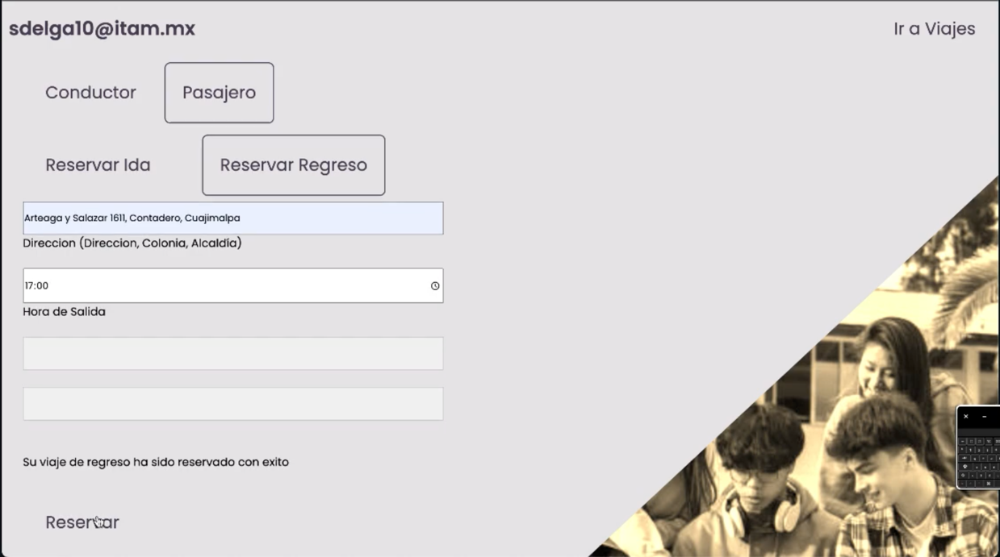 sdelga10@itam.mx
Ir a Viajes
Conductor
Pasajero
Reservar Ida
Reservar Regreso
Arteaga y Salazar 1611, Contadero, Cuajimalpa
Direccion (Direccion, Colonia, Alcaldía)
17:00
Hora de Salida
Su viaje de regreso ha sido reservado con exito
Reservar